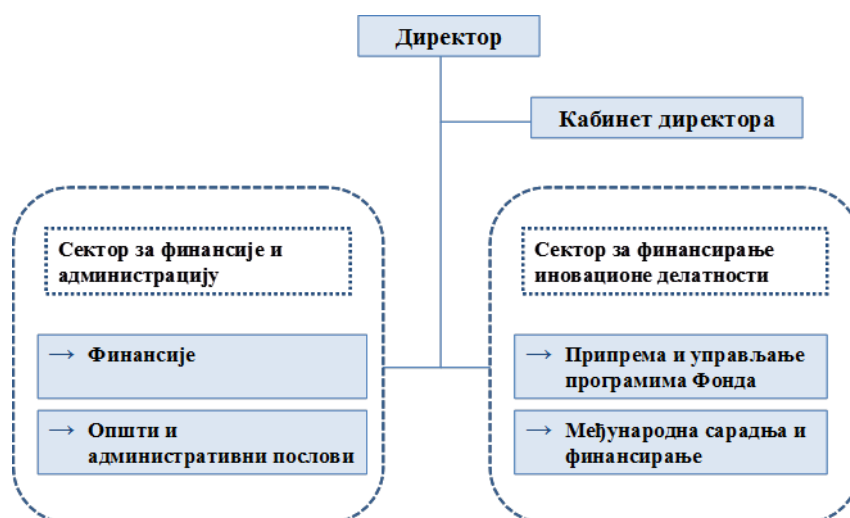 Директор
Кабинет директора
Сектор за финансије и
администрацију
→ Финансије
→ Општи и
административни послови
Сектор за финансирање
иновационе делатности
→ Припрема и управљање
програмима Фонда
→ Међународна сарадња и
финансирање